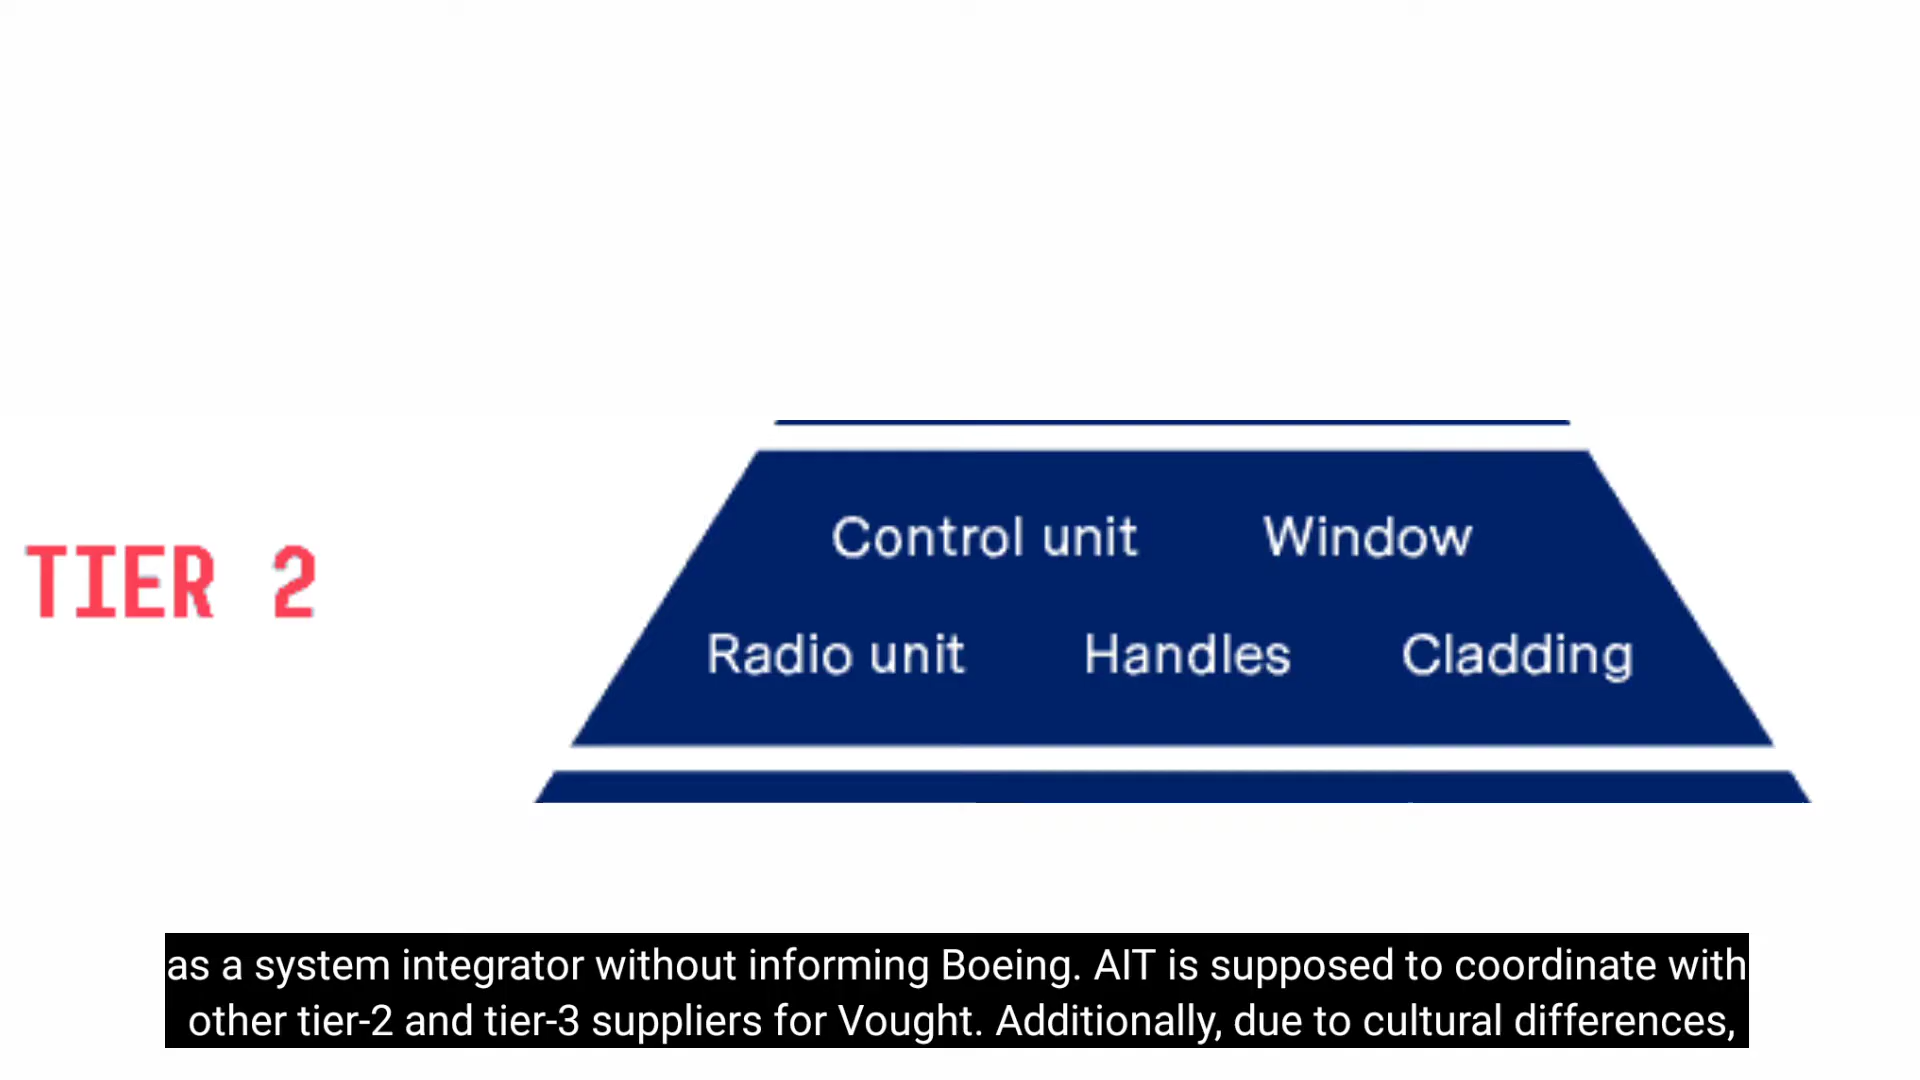 Control unit Window
TIER 2
Radio unit Handles Cladding
as a system integrator without informing Boeing. AIT is supposed to coordinate with
other tier-2 and tier-3 suppliers for Vought. Additionally, due to cultural differences,